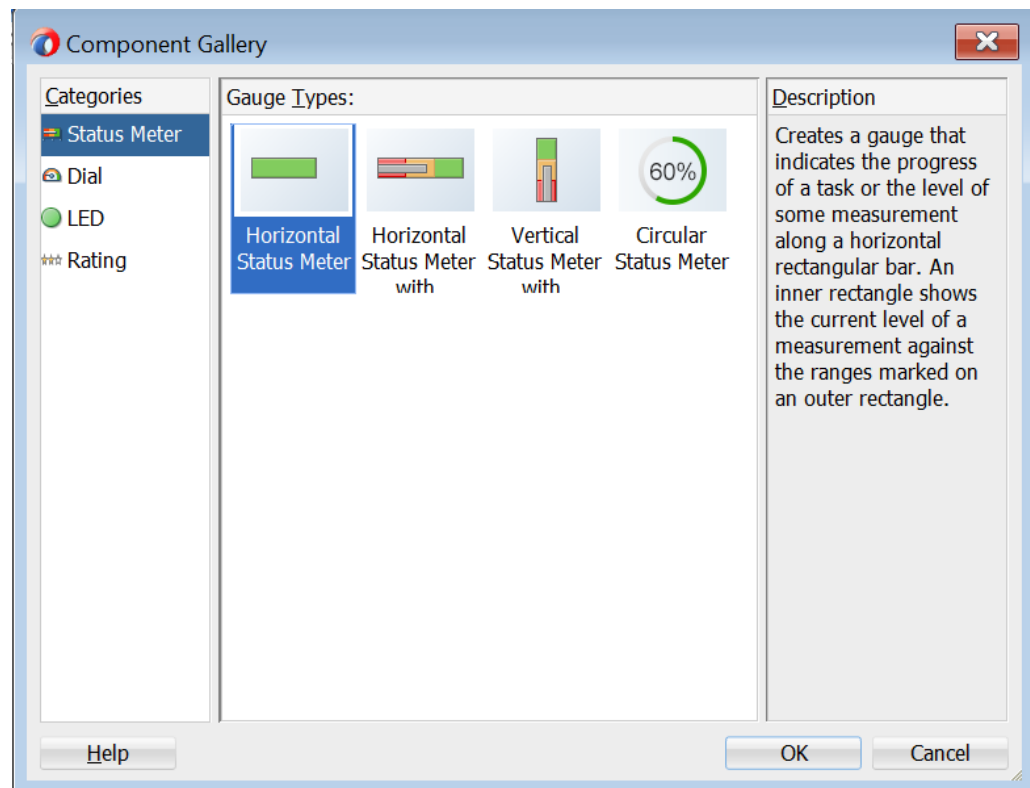 Component Gallery
Categories
Status Meter
Dial
LED
Rating
Gauge Types:
60%
Horizontal
Status Meter
Horizontal
Status Meter
with
Vertical
Status Meter
with
Circular
Status Meter
Description
Creates a gauge that
indicates the progress
of a task or the level of
some measurement
along a horizontal
rectangular bar. An
inner rectangle shows
the current level of a
measurement against
the ranges marked on
an outer rectangle.
Help
OK
Cancel